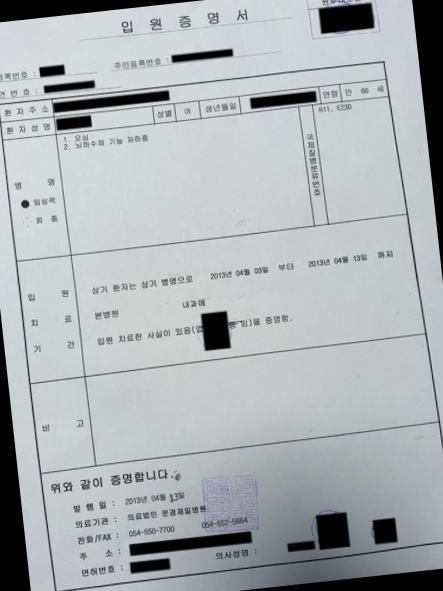 입 원 증 명 서
등록번호 :
연 번 호 :
주민등록번호 :
환 자 주 소
환 자 성 명
성별
여
생년월일
연령
만 66 세
병 명
임상적
최 종
1. 오심
2. 뇌하수체 기능 저하증
국제질병분류번호
R11, E230
입 원
치 료
기 간
상기 환자는 상기 병명으로 2013년 04월 03일 부터 2013년 04월 13일 까지
본병원 내과에
입원 치료한 사실이 있음 을 증명함.
비 고
위와 같이 증명합니다.
발 행 일 : 2013년 04월 13일
의료기관 : 의료법인 문경제일병원
전화/FAX : 054-550-7700 054-552-5664
주 소 :
면허번호 :
의사성명 :